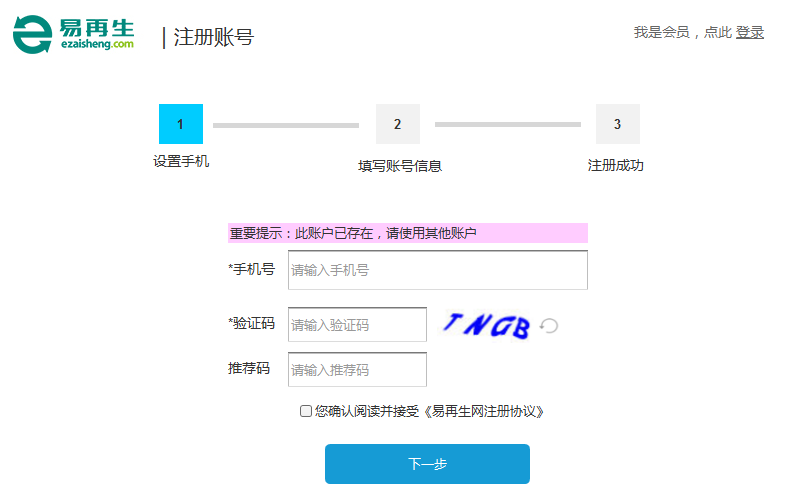 易再生
ezaisheng.com
| 注册账号
我是会员，点此 登录
1
2
3
设置手机
填写账号信息
注册成功
重要提示：此账户已存在，请使用其他账户
*手机号 请输入手机号
*验证码 请输入验证码 TNGB
推荐码 请输入推荐码
您确认阅读并接受《易再生网注册协议》
下一步